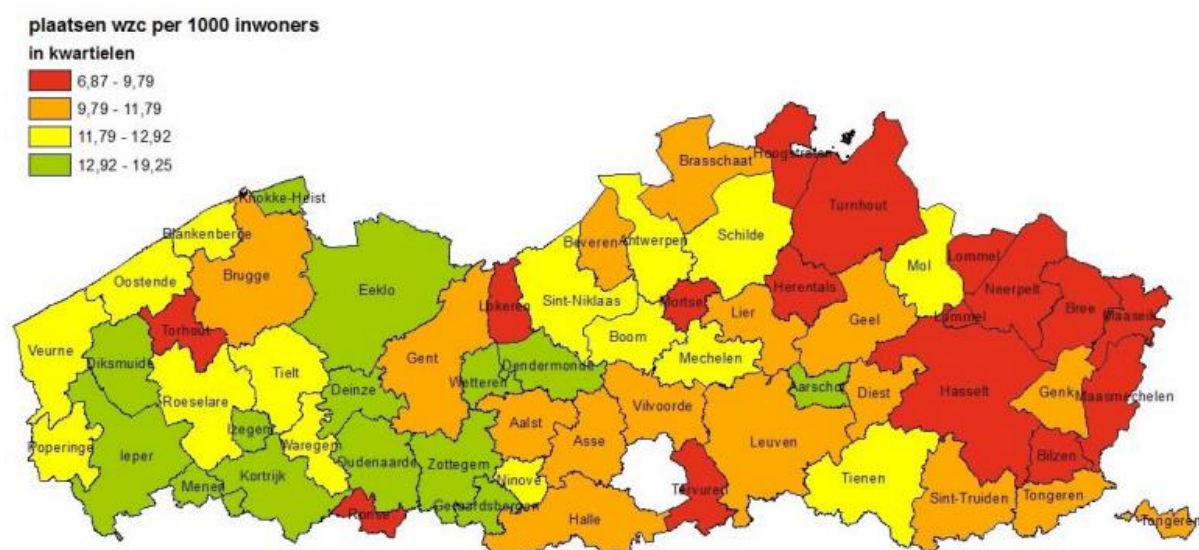 plaatsen wzc per 1000 inwoners
in kwartielen
6,87 - 9,79
9,79 - 11,79
11,79 - 12,92
12,92 - 19,25
Hoogstraten
Brasschaat
Knokke-Heist
Turnhout
Blankenberge
Schilde
Beveren
Antwerpen
Lommel
Mol
Brugge
Oostende
Eeklo
Herentals
Neerpelt
Sint-Niklaas
Lokeren
Mortsel
Bree
Maaseik
Torhout
Lier
Geel
Lommel
Boom
Veurne
Diksmuide
Gent
Mechelen
Tielt
Dendermonde
Wetteren
Aarschot
Deinze
Hasselt
Diest
Genk
Maasmechelen
Roeselare
Vilvoorde
Aalst
Izegem
Asse
Leuven
Poperinge
Waregem
Ieper
Oudenaarde
Zottegem
Bilzen
Kortrijk
Ninove
Tienen
Menen
Tervuren
Sint-Truiden
Tongeren
Geraardsbergen
Ronse
Halle
Tongeren